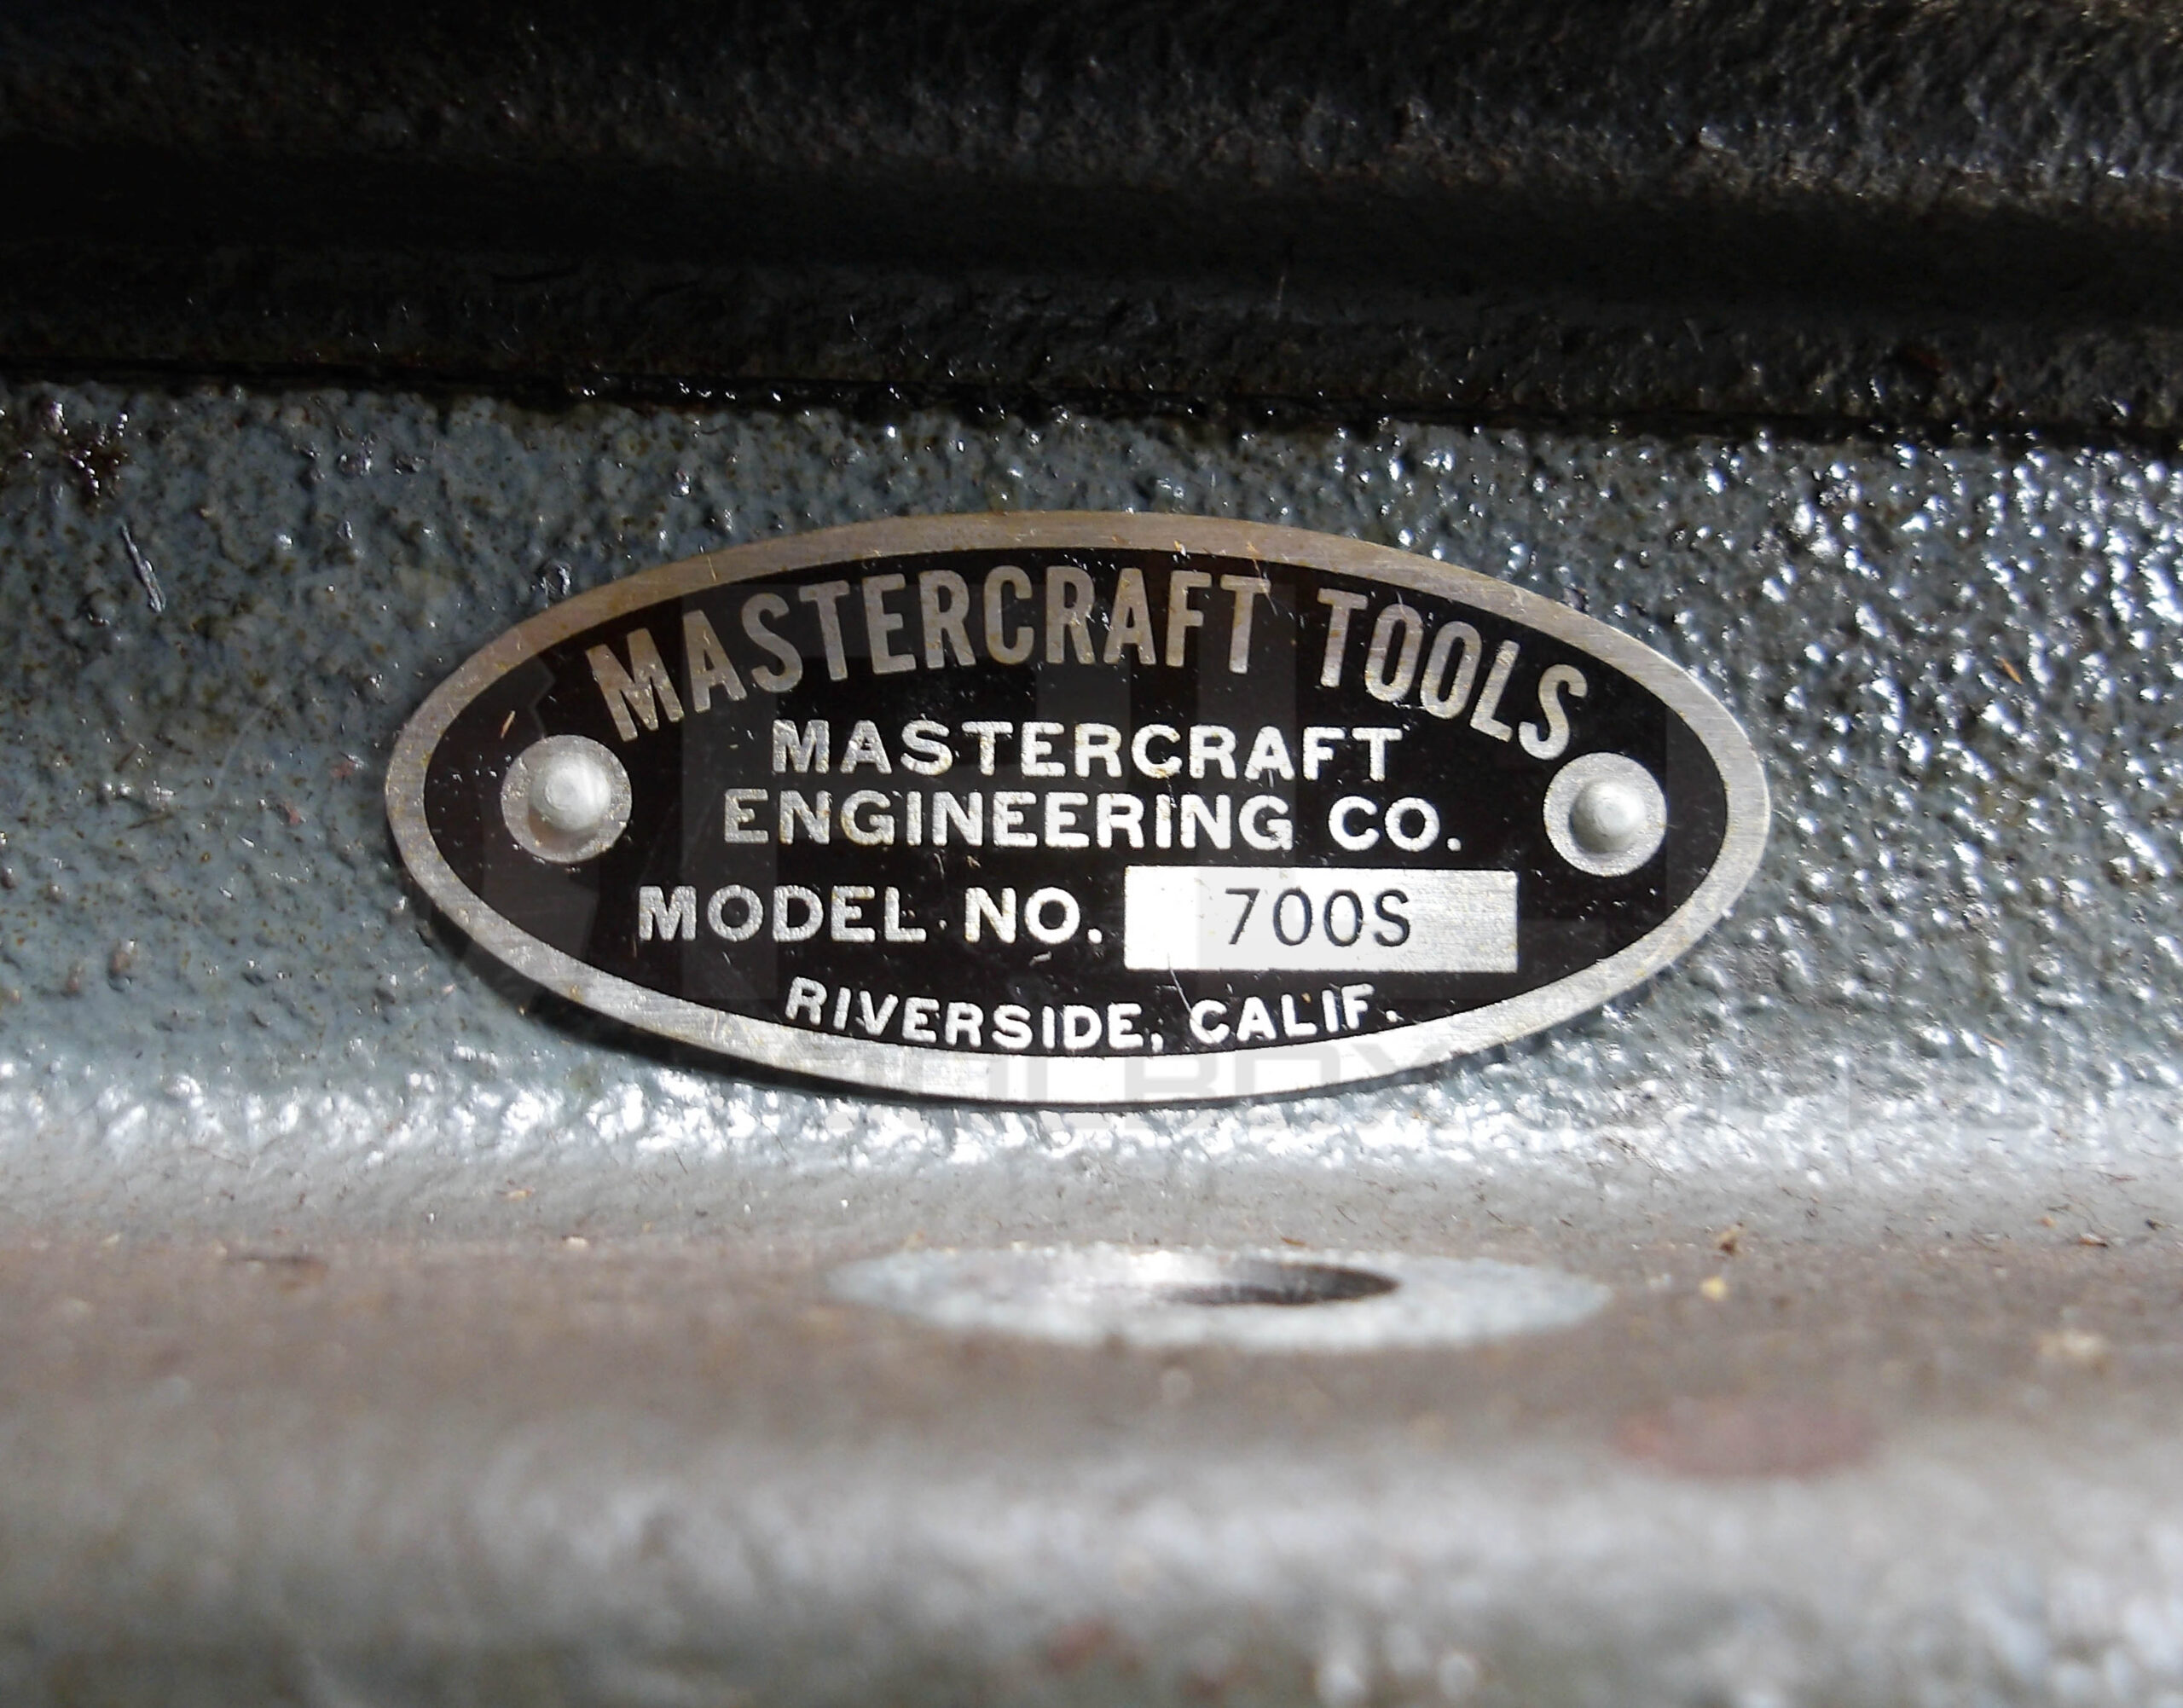 MASTERCRAFT TOOLS
MASTERCRAFT
ENGINEERING CO.
MODEL NO. 700S
RIVERSIDE, CALIF.